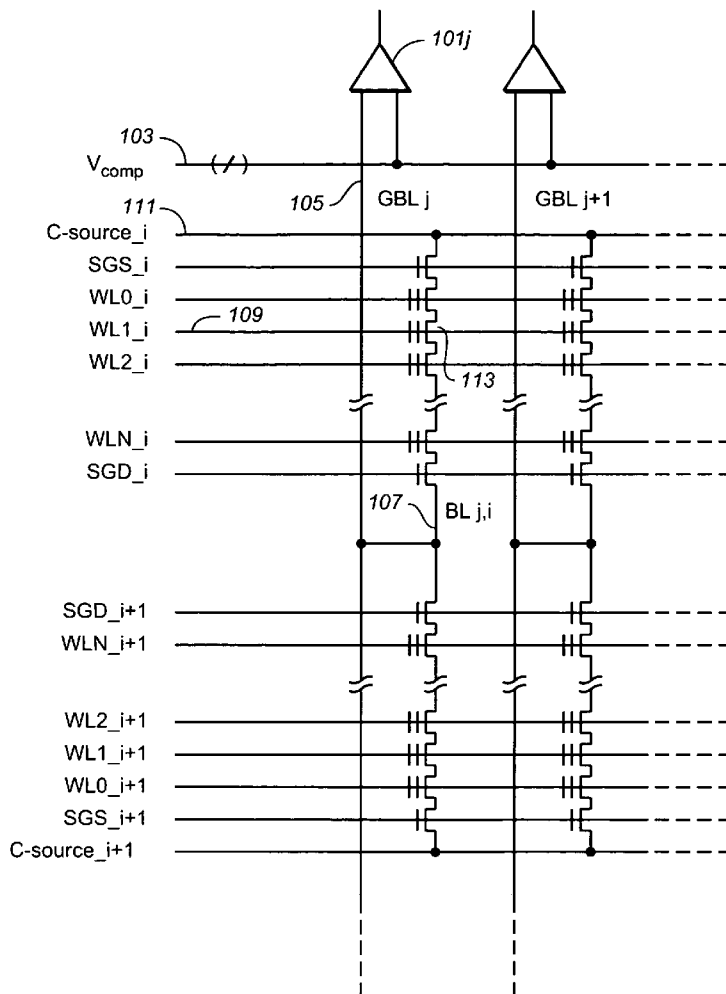 101j
103
V_comp (/)
105 GBL j GBL j+1
111
C-source_i
SGS_i
WL0_i
109
WL1_i
113
WL2_i
WLN_i
SGD_i
107 BL j,i
SGD_i+1
WLN_i+1
WL2_i+1
WL1_i+1
WL0_i+1
SGS_i+1
C-source_i+1